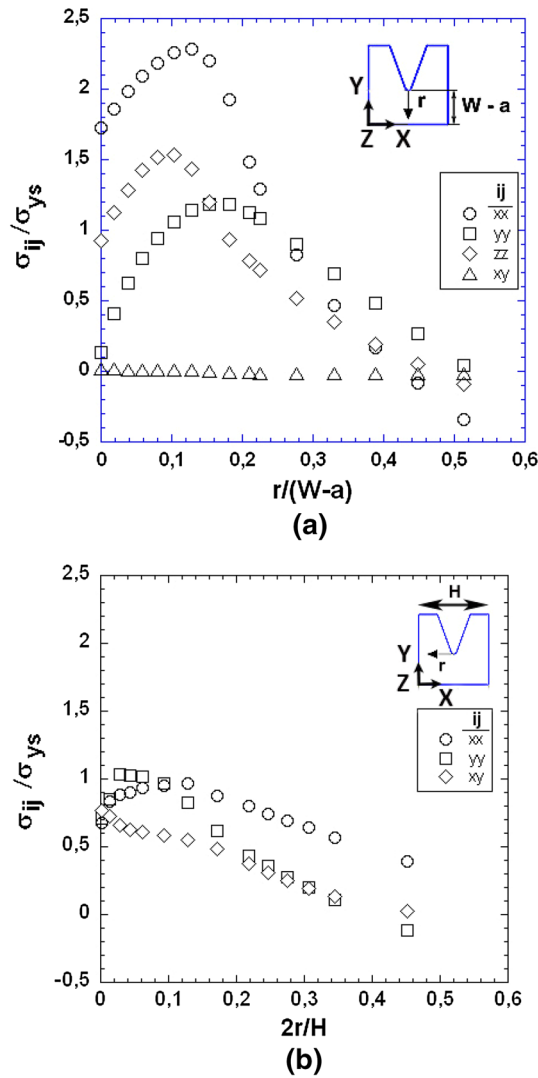 2,5
2
1,5
1
0,5
0
-0,5
σij/σys
Y
Z X
r
W - a
ij
xx
yy
zz
xy
0 0,1 0,2 0,3 0,4 0,5 0,6
r/(W-a)
(a)
2,5
2
1,5
1
0,5
0
-0,5
σij/σys
H
Y
r
Z
X
ij
xx
yy
xy
0 0,1 0,2 0,3 0,4 0,5 0,6
2r/H
(b)